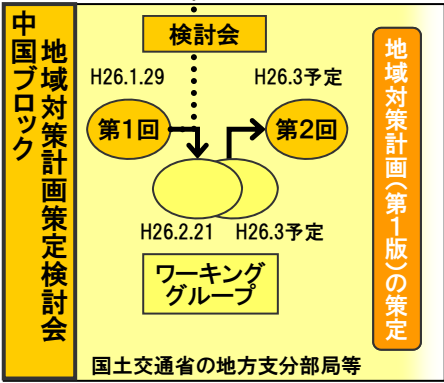 中国ブロック
地域対策計画策定検討会
検討会
H26.1.29
H26.3予定
第1回
第2回
H26.2.21
H26.3予定
ワーキング
グループ
国土交通省の地方支分部局等
地域対策計画(第1版)の策定